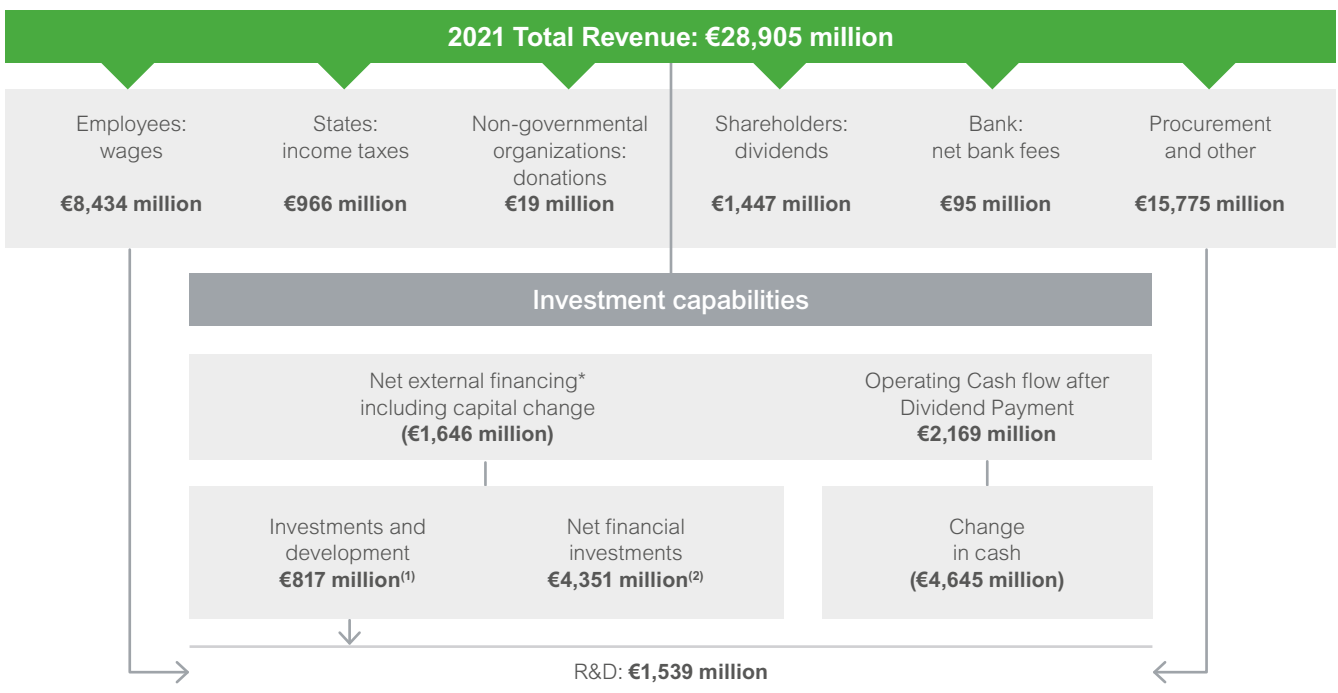 2021 Total Revenue: €28,905 million
Employees:
wages
€8,434 million
States:
income taxes
€966 million
Non-governmental
organizations:
donations
€19 million
Shareholders:
dividends
€1,447 million
Bank:
net bank fees
€95 million
Procurement
and other
€15,775 million
Investment capabilities
Net external financing*
including capital change
(€1,646 million)
Operating Cash flow after
Dividend Payment
€2,169 million
Investments and
development
€817 million(1)
Net financial
investments
€4,351 million(2)
Change
in cash
(€4,645 million)
R&D: €1,539 million